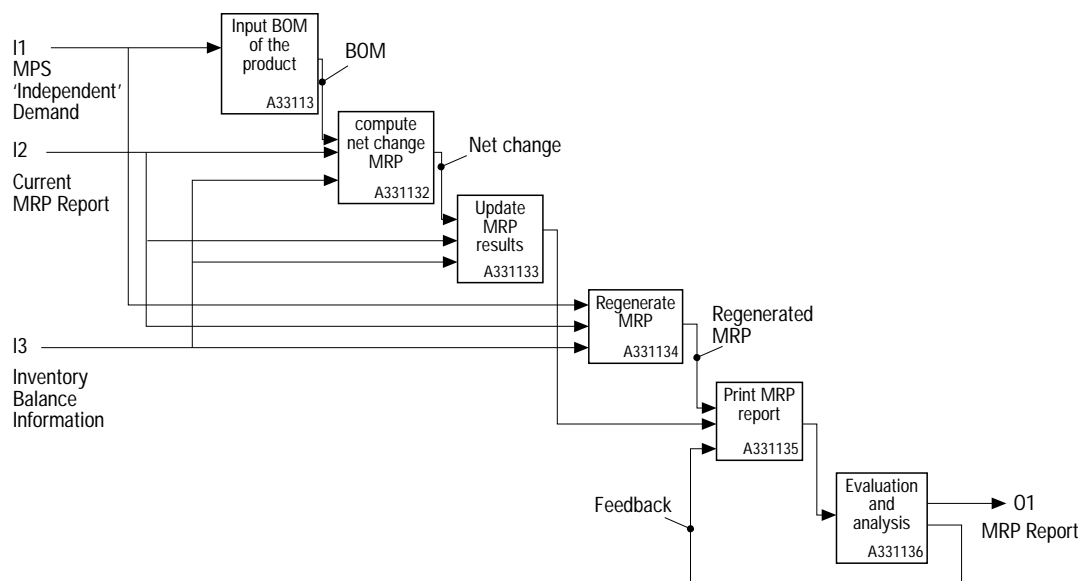 I1
MPS
‘Independent’
Demand
Input BOM
of the
product
A33113
BOM
I2
Current
MRP Report
compute
net change
MRP
A331132
Net change
Update
MRP
results
A331133
I3
Inventory
Balance
Information
Regenerate
MRP
A331134
Regenerated
MRP
Print MRP
report
A331135
Feedback
Evaluation
and
analysis
A331136
O1
MRP Report